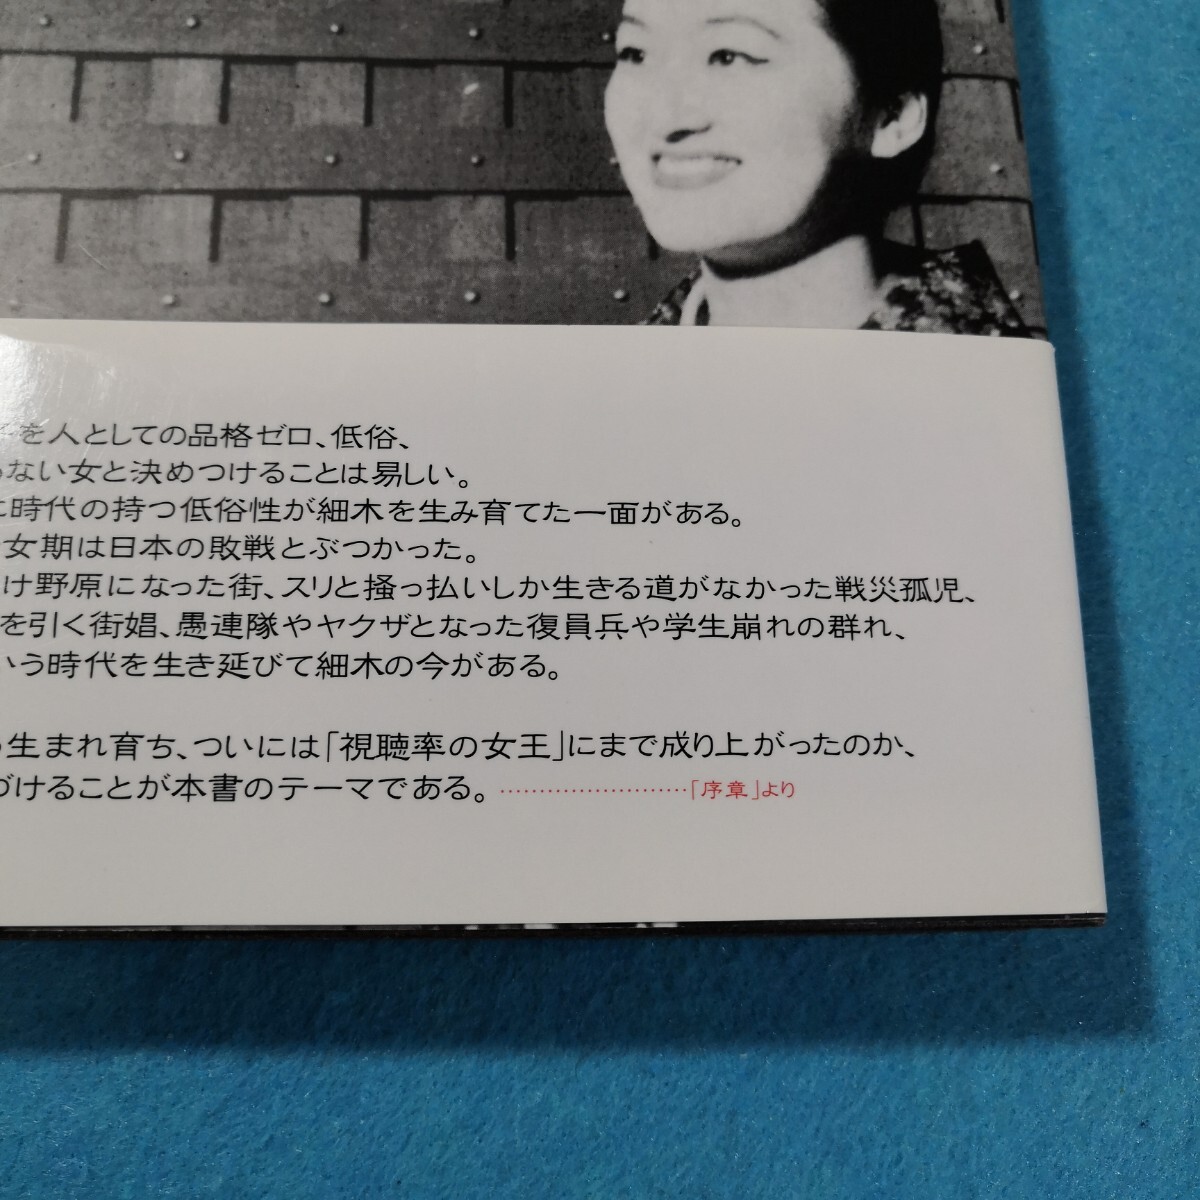 を人としての品格ゼロ、低俗、
ない女と決めつけることは易しい。
時代の持つ低俗性が細木を生み育てた一面がある。
女期は日本の敗戦とぶつかった。
け野原になった街、スリと掻っ払いしか生きる道がなかった戦災孤児、
を引く街娼、愚連隊やヤクザとなった復員兵や学生崩れの群れ、
いう時代を生き延びて細木の今がある。
生まれ育ち、ついには「視聴率の女王」にまで成り上がったのか、
づけることが本書のテーマである。……………………「序章」より